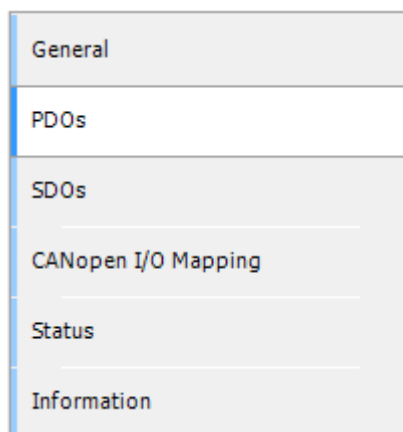 General
PDOs
SDOs
CANopen I/O Mapping
Status
Information